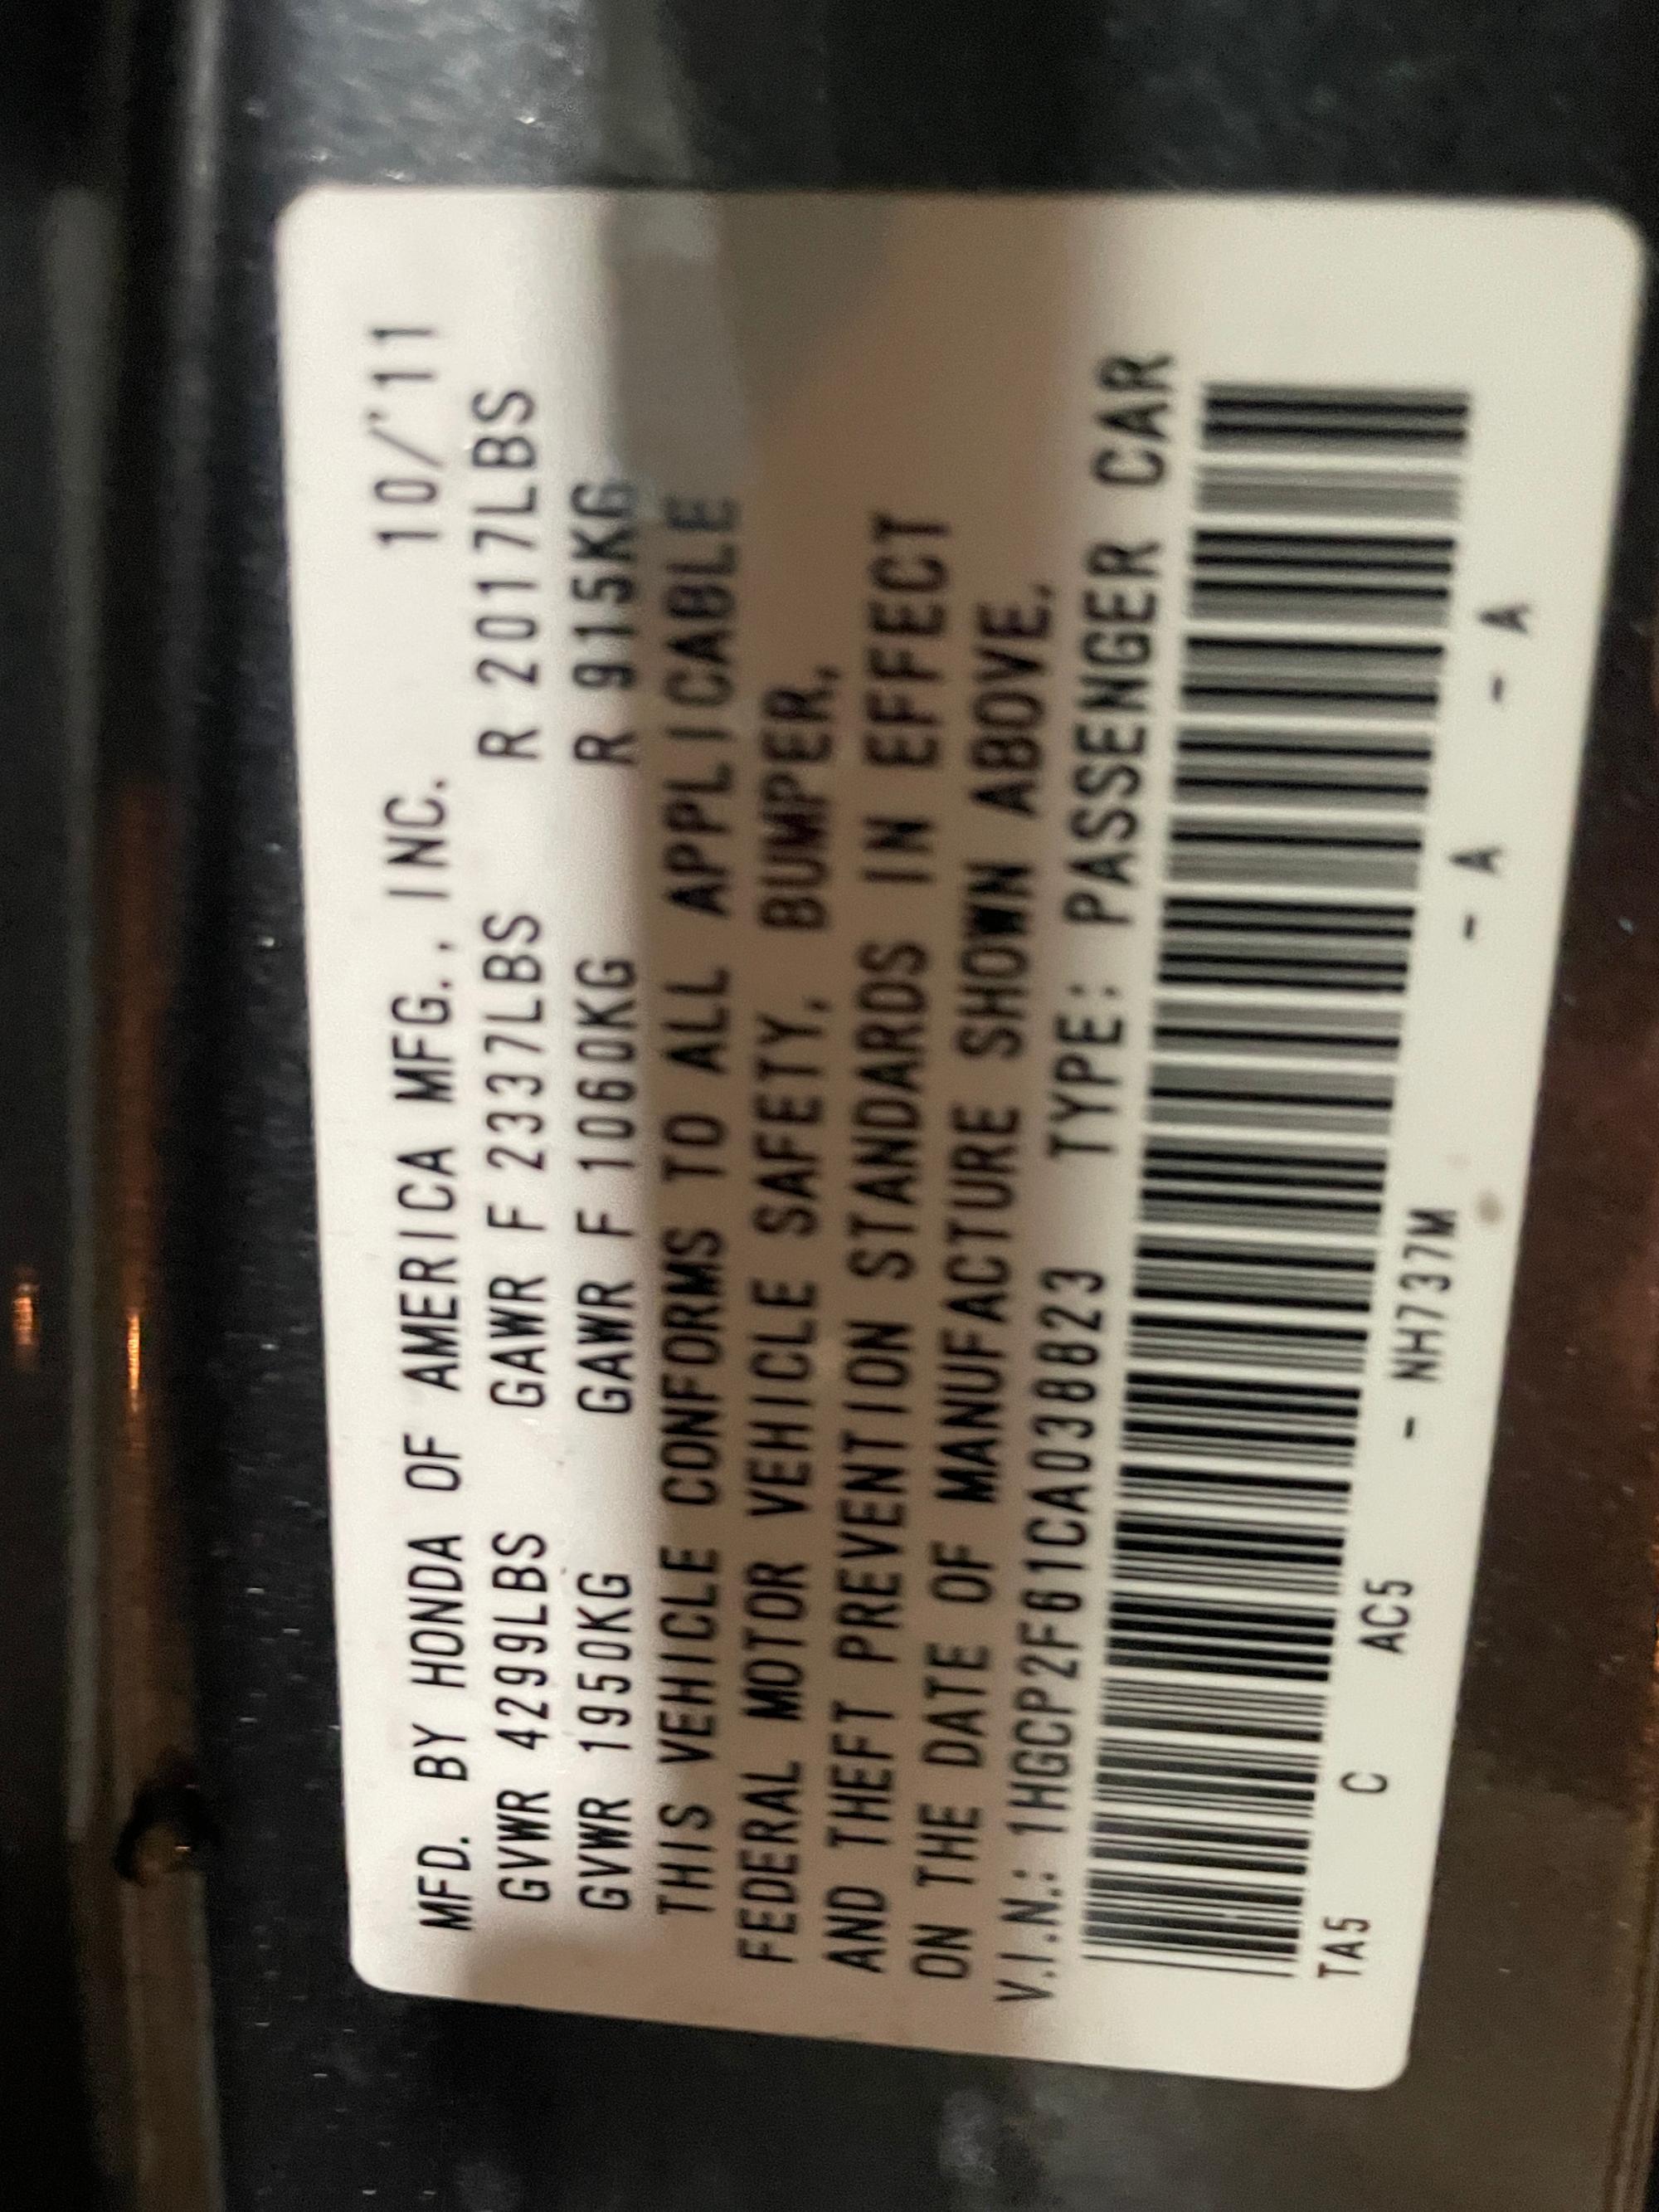 MFD. BY HONDA OF AMERICA MFG., INC. 10/'11
GVWR 4299LBS GAWR F 2337LBS R 2017LBS
GVWR 1950KG GAWR F 1060KG R 915KG
THIS VEHICLE CONFORMS TO ALL APPLICABLE
FEDERAL MOTOR VEHICLE SAFETY, BUMPER,
AND THEFT PREVENTION STANDARDS IN EFFECT
ON THE DATE OF MANUFACTURE SHOWN ABOVE.
V.I.N.: 1HGCP2F61CA038823 TYPE: PASSENGER CAR
TA5 C AC5 - NH737M - A - A